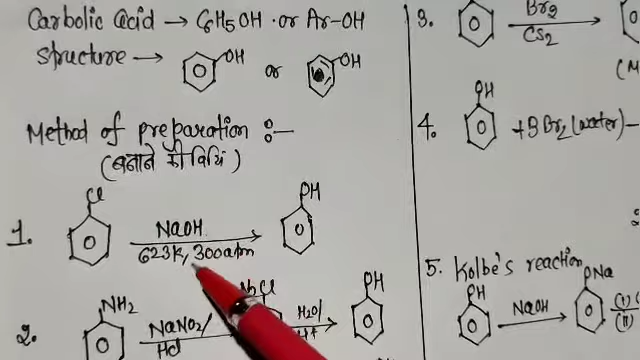 Carbolic Acid → C6H5OH · or Ar-OH
Structure → OH or OH
Method of preparation :—
(बनाने की विधि)
1. Cl NaOH 623K, 300atm OH
2. NH2 NaNO2/ HCl Cl H2O/ H+ OH
3. Br2 CS2
4. OH +3Br2(water) –
5. Kolbe's reaction
OH NaOH ONa (i) (ii)